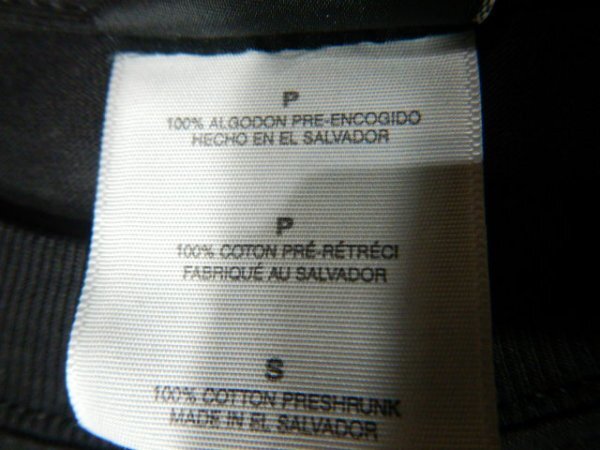 P
100% ALGODON PRE-ENCOGIDO
HECHO EN EL SALVADOR
P
100% COTON PRÉ-RÉTRÉCI
FABRIQUÉ AU SALVADOR
S
100% COTTON PRESHRUNK
MADE IN EL SALVADOR